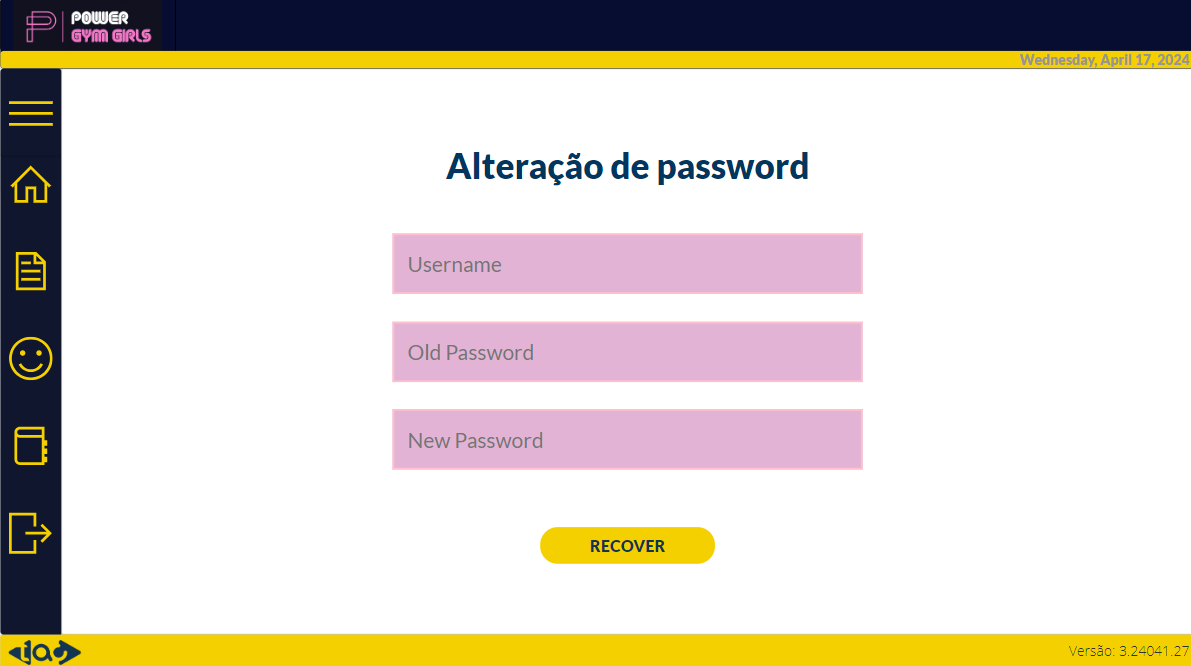 POWER
GYM GIRLS
Wednesday, April 17, 2024
Alteração de password
Username
Old Password
New Password
RECOVER
ias
Versão: 3.24041.27